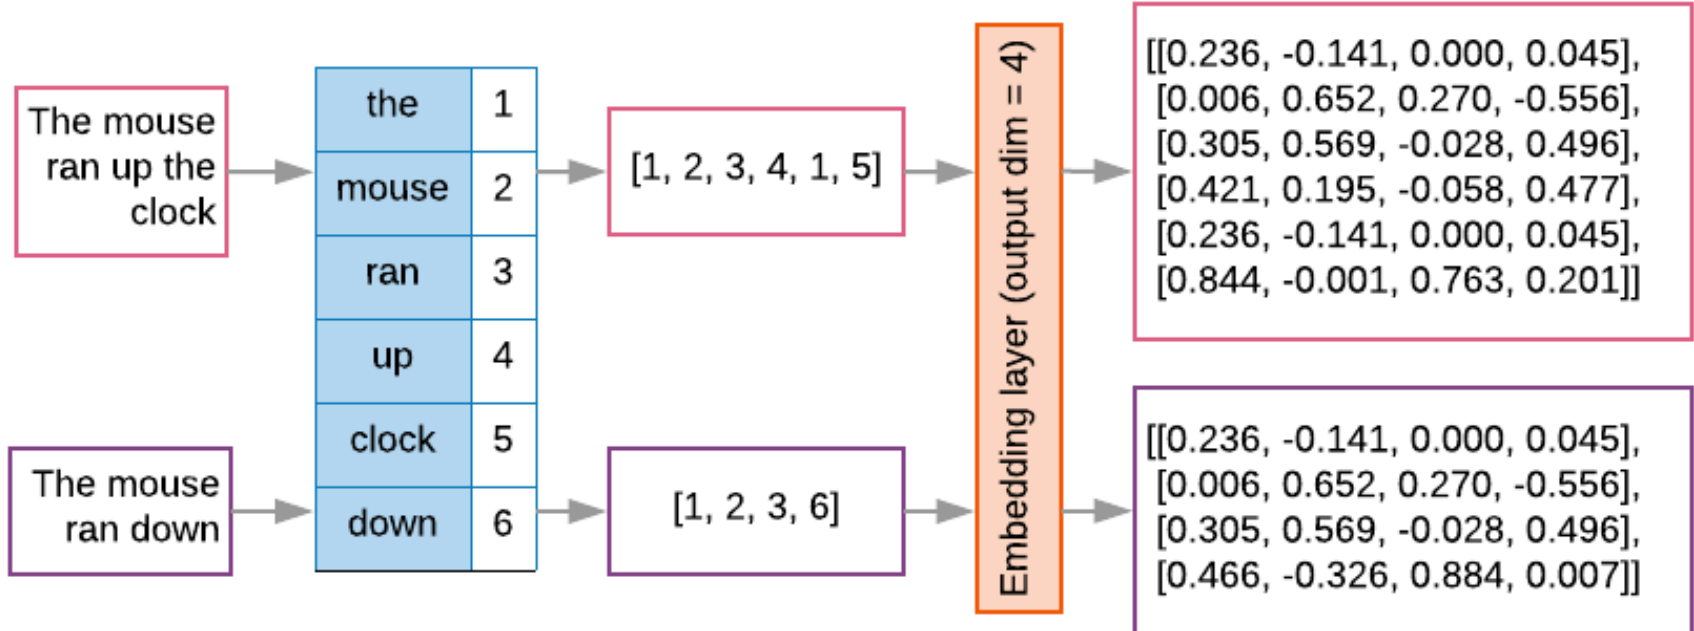 The mouse
ran up the
clock
the 1
mouse 2
ran 3
up 4
clock 5
down 6
[1, 2, 3, 4, 1, 5]
Embedding layer (output dim = 4)
[[0.236, -0.141, 0.000, 0.045],
[0.006, 0.652, 0.270, -0.556],
[0.305, 0.569, -0.028, 0.496],
[0.421, 0.195, -0.058, 0.477],
[0.236, -0.141, 0.000, 0.045],
[0.844, -0.001, 0.763, 0.201]]
The mouse
ran down
[1, 2, 3, 6]
[[0.236, -0.141, 0.000, 0.045],
[0.006, 0.652, 0.270, -0.556],
[0.305, 0.569, -0.028, 0.496],
[0.466, -0.326, 0.884, 0.007]]